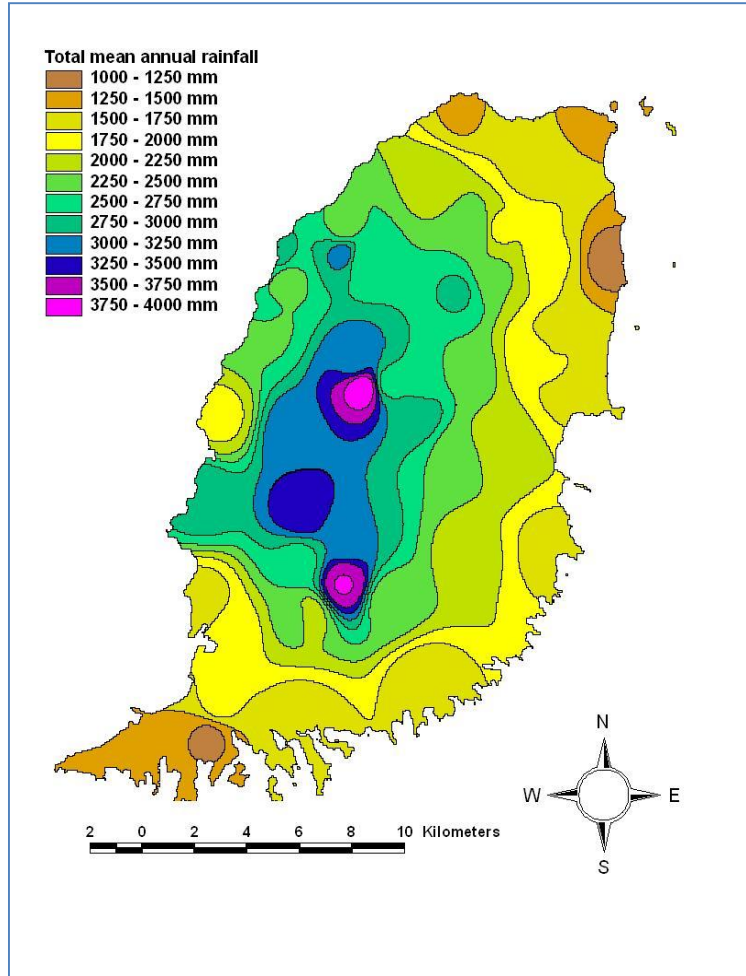 Total mean annual rainfall
1000 - 1250 mm
1250 - 1500 mm
1500 - 1750 mm
1750 - 2000 mm
2000 - 2250 mm
2250 - 2500 mm
2500 - 2750 mm
2750 - 3000 mm
3000 - 3250 mm
3250 - 3500 mm
3500 - 3750 mm
3750 - 4000 mm
N
W E
S
2 0 2 4 6 8 10 Kilometers